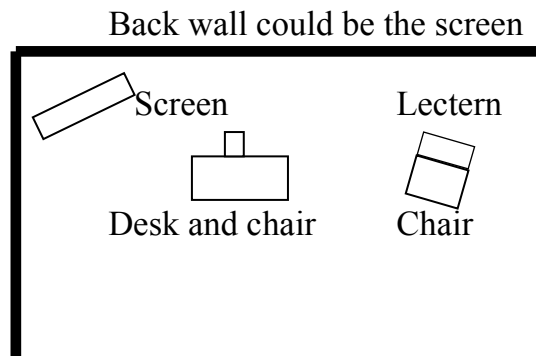 Back wall could be the screen
Screen
Lectern
Desk and chair
Chair